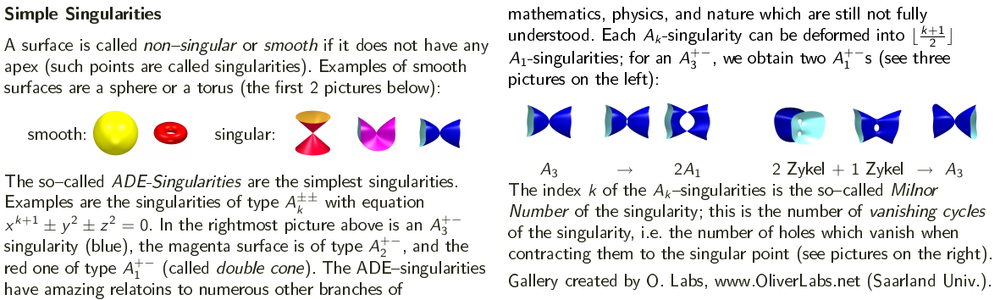 Simple Singularities
A surface is called non–singular or smooth if it does not have any
apex (such points are called singularities). Examples of smooth
surfaces are a sphere or a torus (the first 2 pictures below):
smooth: singular:
The so–called ADE-Singularities are the simplest singularities.
Examples are the singularities of type A_k^{±±} with equation
x^{k+1} ± y^2 ± z^2 = 0. In the rightmost picture above is an A_3^{+−}
singularity (blue), the magenta surface is of type A_2^{+−}, and the
red one of type A_1^{+−} (called double cone). The ADE–singularities
have amazing relatoins to numerous other branches of
mathematics, physics, and nature which are still not fully
understood. Each A_k-singularity can be deformed into ⌊\frac{k+1}{2}⌋
A_1-singularities; for an A_3^{+−}, we obtain two A_1^{+−}s (see three
pictures on the left):
A_3 → 2A_1 2 Zykel + 1 Zykel → A_3
The index k of the A_k–singularities is the so–called Milnor
Number of the singularity; this is the number of vanishing cycles
of the singularity, i.e. the number of holes which vanish when
contracting them to the singular point (see pictures on the right).
Gallery created by O. Labs, www.OliverLabs.net (Saarland Univ.).